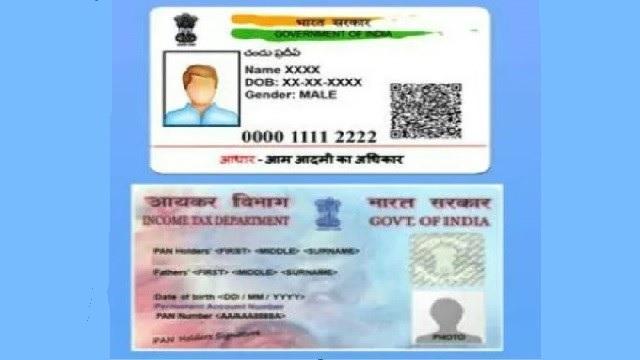 भारत सरकार
GOVERNMENT OF INDIA
చందు ప్రదీప్
Name XXXX
DOB: XX-XX-XXXX
Gender: MALE
0000 1111 2222
आधार - आम आदमी का अधिकार
आयकर विभाग भारत सरकार
INCOME TAX DEPARTMENT GOVT. OF INDIA
PAN Holders' <FIRST> <MIDDLE> <SURNAME>
Fathers' <FIRST> <MIDDLE> <SURNAME>
Date of birth <DD / MM / YYYY>
Permanent Account Number
PAN Number <AAAAA8888A>
PAN Holders Signature
PHOTO